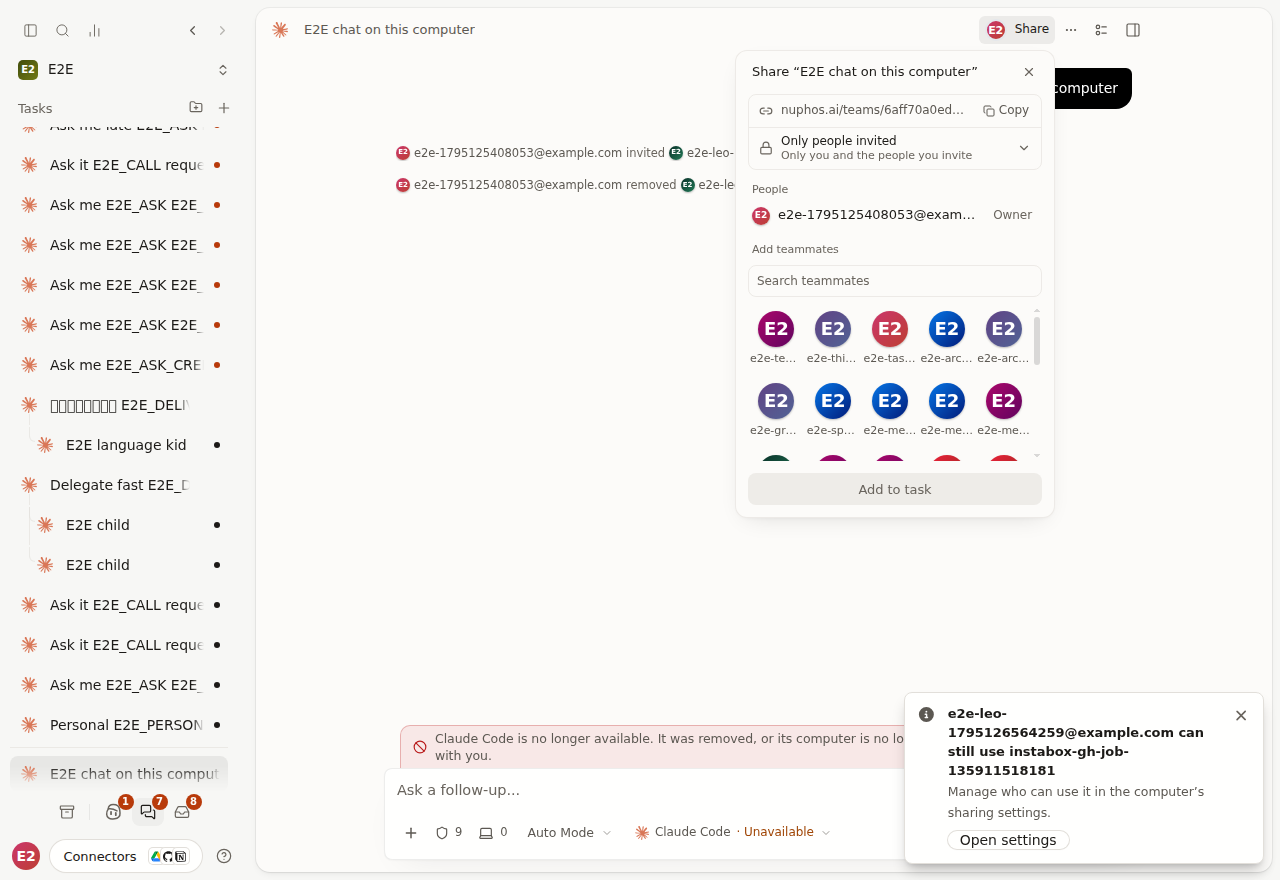 E2E chat on this computer
E2 Share
E2 E2E
Tasks
Ask it E2E_CALL reque
Ask me E2E_ASK E2E_
Ask me E2E_ASK E2E_
Ask me E2E_ASK E2E_
Ask me E2E_ASK E2E_
Ask me E2E_ASK_CRE
E2E_DELIV
E2E language kid
Delegate fast E2E_D
E2E child
E2E child
Ask it E2E_CALL reque
Ask it E2E_CALL reque
Ask me E2E_ASK E2E_
Personal E2E_PERSON
E2E chat on this comput
1 7 8
E2 Connectors
computer
E2 e2e-1795125408053@example.com invited E2 e2e-leo-
E2 e2e-1795125408053@example.com removed E2 e2e-le
Share “E2E chat on this computer”
nuphos.ai/teams/6aff70a0ed… Copy
Only people invited
Only you and the people you invite
People
E2 e2e-1795125408053@exam… Owner
Add teammates
Search teammates
E2 E2 E2 E2 E2
e2e-te… e2e-thi… e2e-tas… e2e-arc… e2e-arc…
E2 E2 E2 E2 E2
e2e-gr… e2e-sp… e2e-me… e2e-me… e2e-me…
Add to task
Claude Code is no longer available. It was removed, or its computer is no lo
with you.
Ask a follow-up...
9 0 Auto Mode Claude Code · Unavailable
e2e-leo-
1795126564259@example.com can
still use instabox-gh-job-
135911518181
Manage who can use it in the computer’s
sharing settings.
Open settings